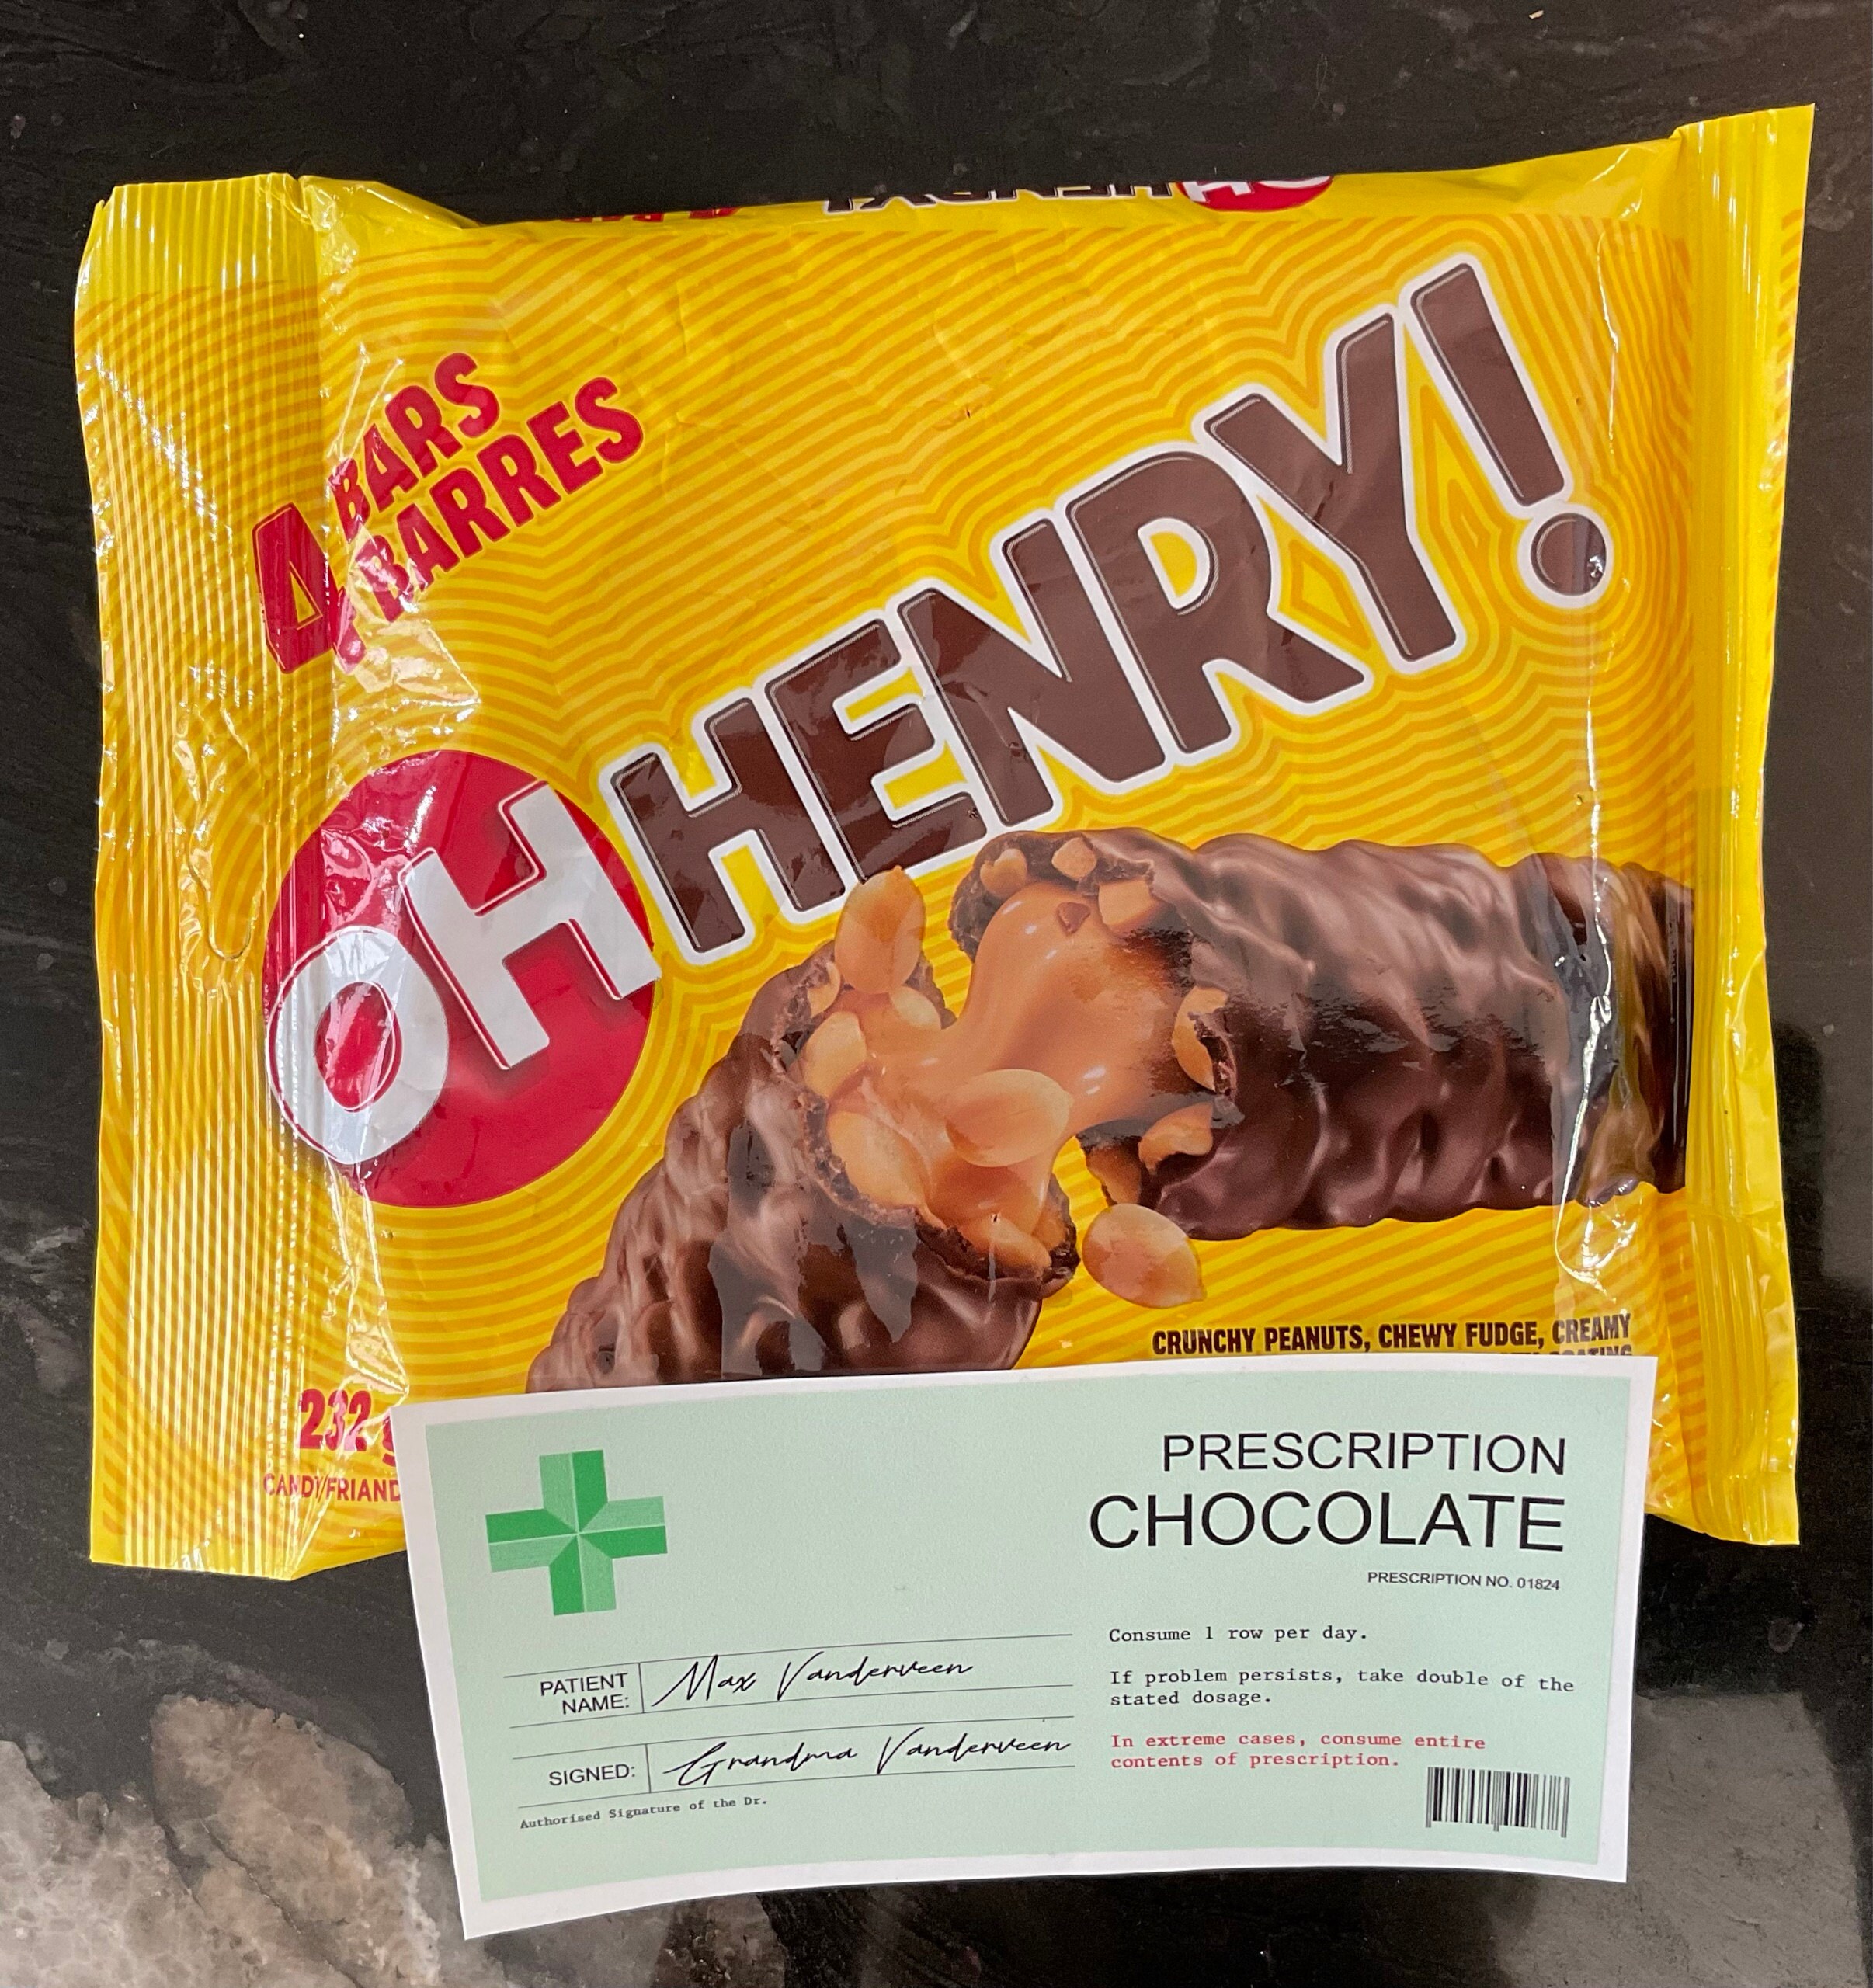 4 BARS
BARRES
OH HENRY!
CRUNCHY PEANUTS, CHEWY FUDGE, CREAMY
COATING
232 g
CANDY/FRIAND
PRESCRIPTION
CHOCOLATE
PRESCRIPTION NO. 01824
PATIENT
NAME:
Max Vanderveen
SIGNED:
Grandma Vanderveen
Authorised Signature of the Dr.
Consume 1 row per day.
If problem persists, take double of the
stated dosage.
In extreme cases, consume entire
contents of prescription.